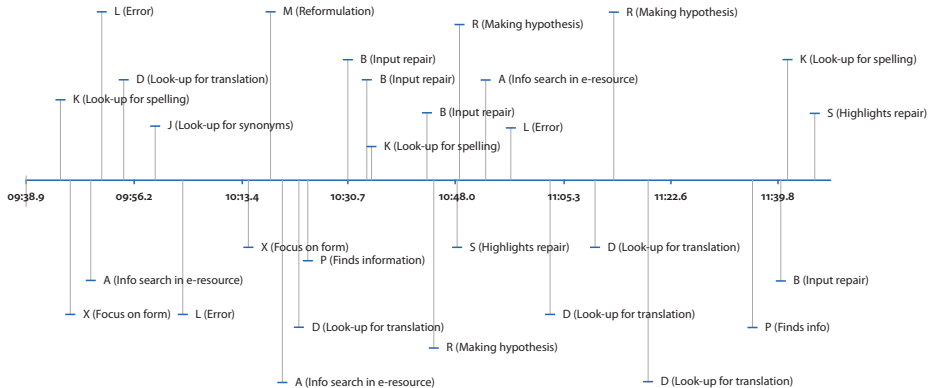 L (Error)
M (Reformulation)
R (Making hypothesis)
R (Making hypothesis)
B (Input repair)
K (Look-up for spelling)
D (Look-up for translation)
B (Input repair)
A (Info search in e-resource)
K (Look-up for spelling)
B (Input repair)
S (Highlights repair)
J (Look-up for synonyms)
L (Error)
K (Look-up for spelling)
09:38.9 09:56.2 10:13.4 10:30.7 10:48.0 11:05.3 11:22.6 11:39.8
X (Focus on form)
S (Highlights repair)
D (Look-up for translation)
P (Finds information)
A (Info search in e-resource)
B (Input repair)
X (Focus on form)
L (Error)
D (Look-up for translation)
D (Look-up for translation)
P (Finds info)
R (Making hypothesis)
A (Info search in e-resource)
D (Look-up for translation)